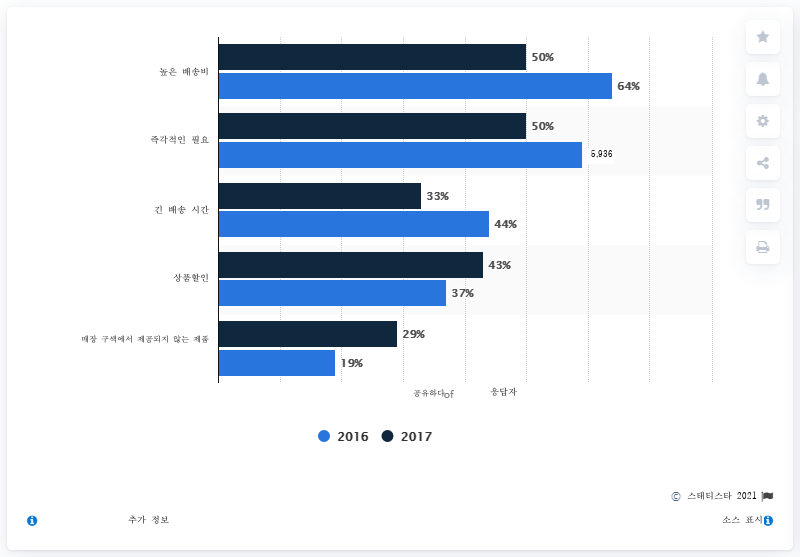 50%
높은 배송비
64%
50%
즉각적인 필요
5,936
33%
긴 배송 시간
44%
43%
상품할인
37%
29%
매장 구색에서 제공되지 않는 제품
19%
공유하다of 응답자
2016 2017
© 스태티스타 2021
추가 정보 소스 표시